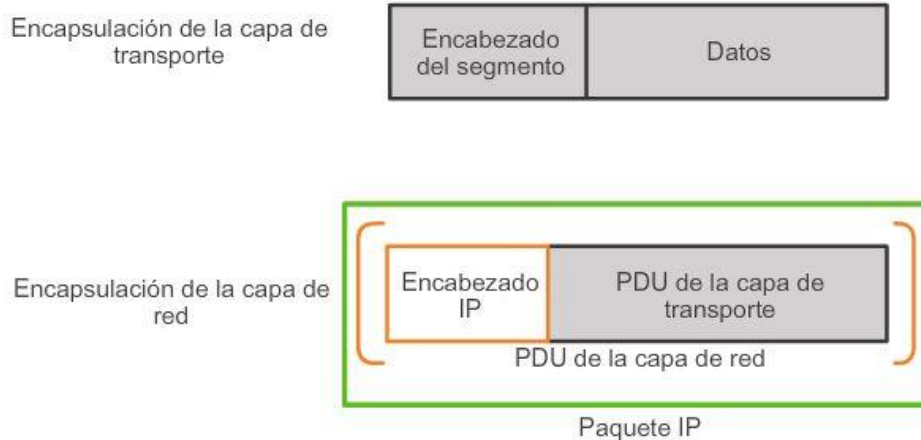 Encapsulación de la capa de
transporte
Encabezado
del segmento
Datos
Encapsulación de la capa de
red
Encabezado
IP
PDU de la capa de
transporte
PDU de la capa de red
Paquete IP